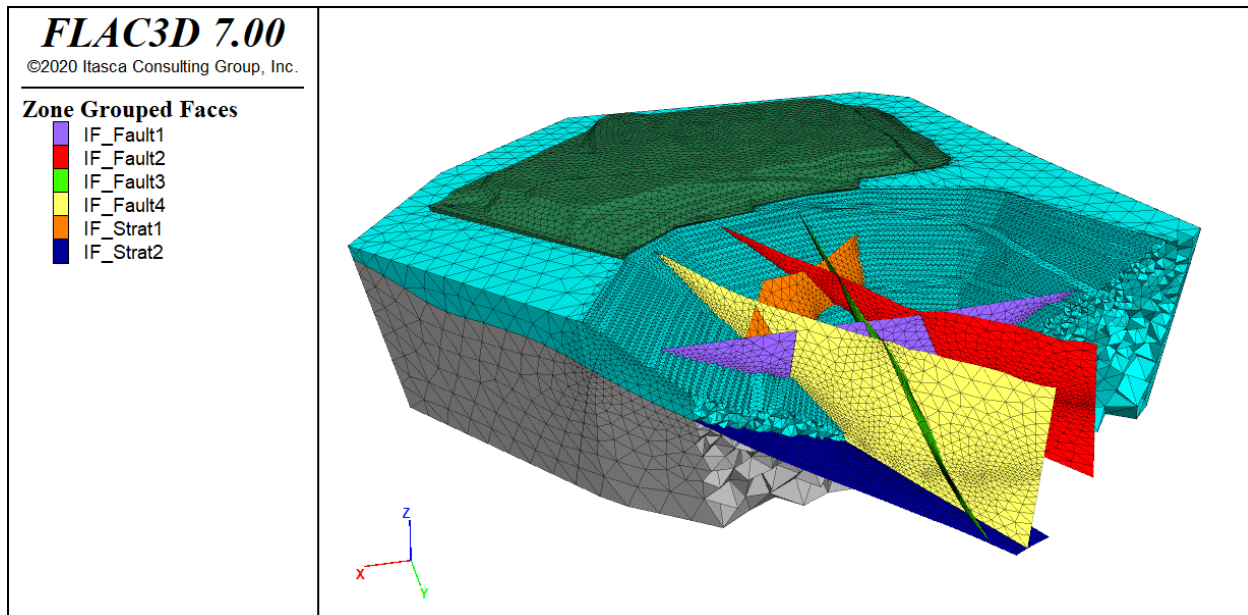 FLAC3D 7.00
©2020 Itasca Consulting Group, Inc.
Zone Grouped Faces
IF_Fault1
IF_Fault2
IF_Fault3
IF_Fault4
IF_Strat1
IF_Strat2
Z
X
Y